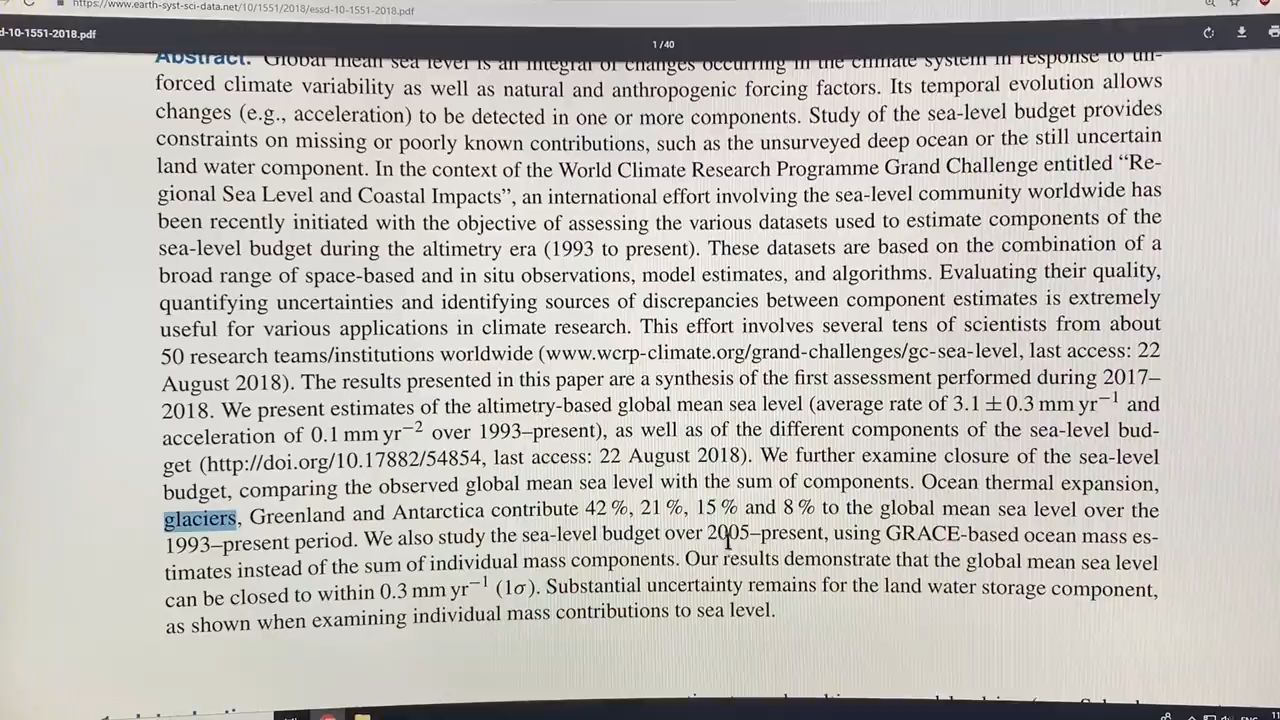 https://www.earth-syst-sci-data.net/10/1551/2018/essd-10-1551-2018.pdf
d-10-1551-2018.pdf
1/40
Abstract. Global mean sea level is an integral of changes occurring in the climate system in response to un-
forced climate variability as well as natural and anthropogenic forcing factors. Its temporal evolution allows
changes (e.g., acceleration) to be detected in one or more components. Study of the sea-level budget provides
constraints on missing or poorly known contributions, such as the unsurveyed deep ocean or the still uncertain
land water component. In the context of the World Climate Research Programme Grand Challenge entitled “Re-
gional Sea Level and Coastal Impacts”, an international effort involving the sea-level community worldwide has
been recently initiated with the objective of assessing the various datasets used to estimate components of the
sea-level budget during the altimetry era (1993 to present). These datasets are based on the combination of a
broad range of space-based and in situ observations, model estimates, and algorithms. Evaluating their quality,
quantifying uncertainties and identifying sources of discrepancies between component estimates is extremely
useful for various applications in climate research. This effort involves several tens of scientists from about
50 research teams/institutions worldwide (www.wcrp-climate.org/grand-challenges/gc-sea-level, last access: 22
August 2018). The results presented in this paper are a synthesis of the first assessment performed during 2017–
2018. We present estimates of the altimetry-based global mean sea level (average rate of 3.1 ± 0.3 mm yr⁻¹ and
acceleration of 0.1 mm yr⁻² over 1993–present), as well as of the different components of the sea-level bud-
get (http://doi.org/10.17882/54854, last access: 22 August 2018). We further examine closure of the sea-level
budget, comparing the observed global mean sea level with the sum of components. Ocean thermal expansion,
glaciers, Greenland and Antarctica contribute 42 %, 21 %, 15 % and 8 % to the global mean sea level over the
1993–present period. We also study the sea-level budget over 2005–present, using GRACE-based ocean mass es-
timates instead of the sum of individual mass components. Our results demonstrate that the global mean sea level
can be closed to within 0.3 mm yr⁻¹ (1σ). Substantial uncertainty remains for the land water storage component,
as shown when examining individual mass contributions to sea level.